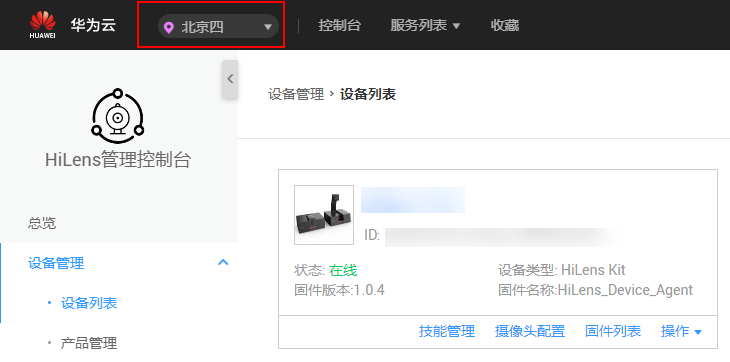 HUAWEI 华为云 北京四 控制台 服务列表 收藏
设备管理 › 设备列表
HiLens管理控制台
总览
设备管理
设备列表
产品管理
ID:
状态: 在线 设备类型: HiLens Kit
固件版本:1.0.4 固件名称:HiLens_Device_Agent
技能管理 摄像头配置 固件列表 操作